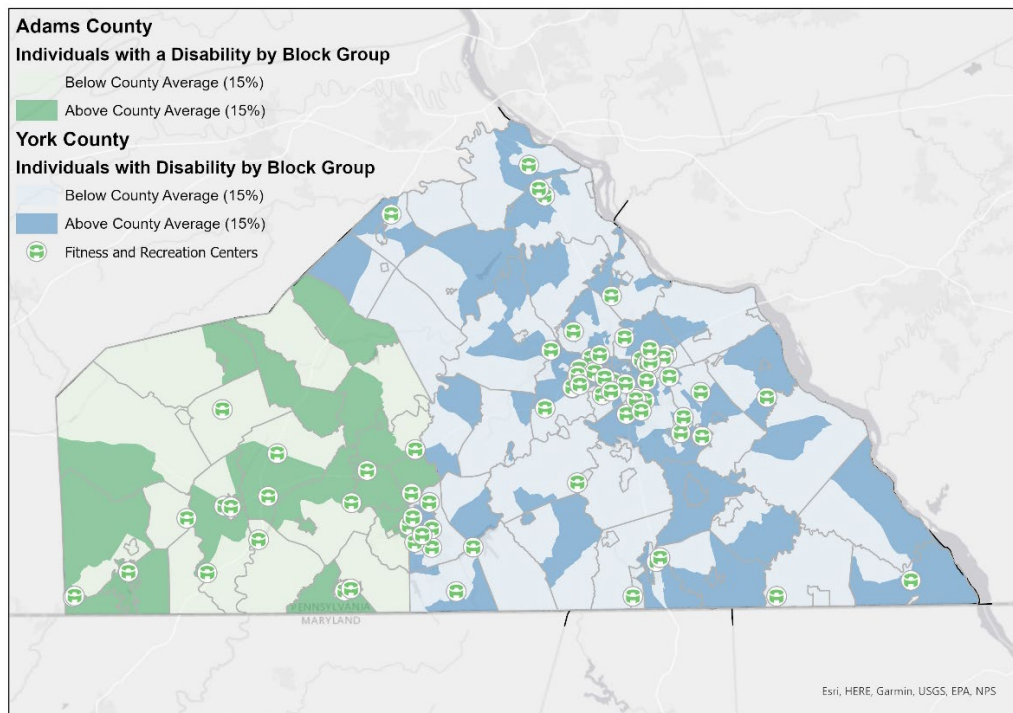 Adams County
Individuals with a Disability by Block Group
Below County Average (15%)
Above County Average (15%)
York County
Individuals with Disability by Block Group
Below County Average (15%)
Above County Average (15%)
Fitness and Recreation Centers
PENNSYLVANIA
MARYLAND
Esri, HERE, Garmin, USGS, EPA, NPS